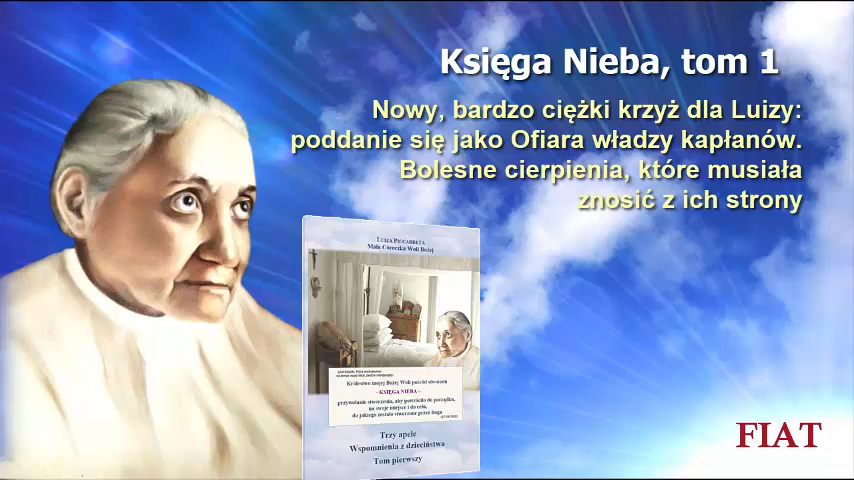 Księga Nieba, tom 1
Nowy, bardzo ciężki krzyż dla Luizy:
poddanie się jako Ofiara władzy kapłanów.
Bolesne cierpienia, które musiała
znosić z ich strony
Luiza Piccarreta
Mała Córeczka Woli Bożej
Królestwo mojej Bożej Woli pośród stworzeń
- KSIĘGA NIEBA -
przywołanie stworzenia, aby powróciło do porządku,
na swoje miejsce i do celu,
do jakiego zostało stworzone przez Boga
Trzy apele
Wspomnienia z dzieciństwa
Tom pierwszy
FIAT